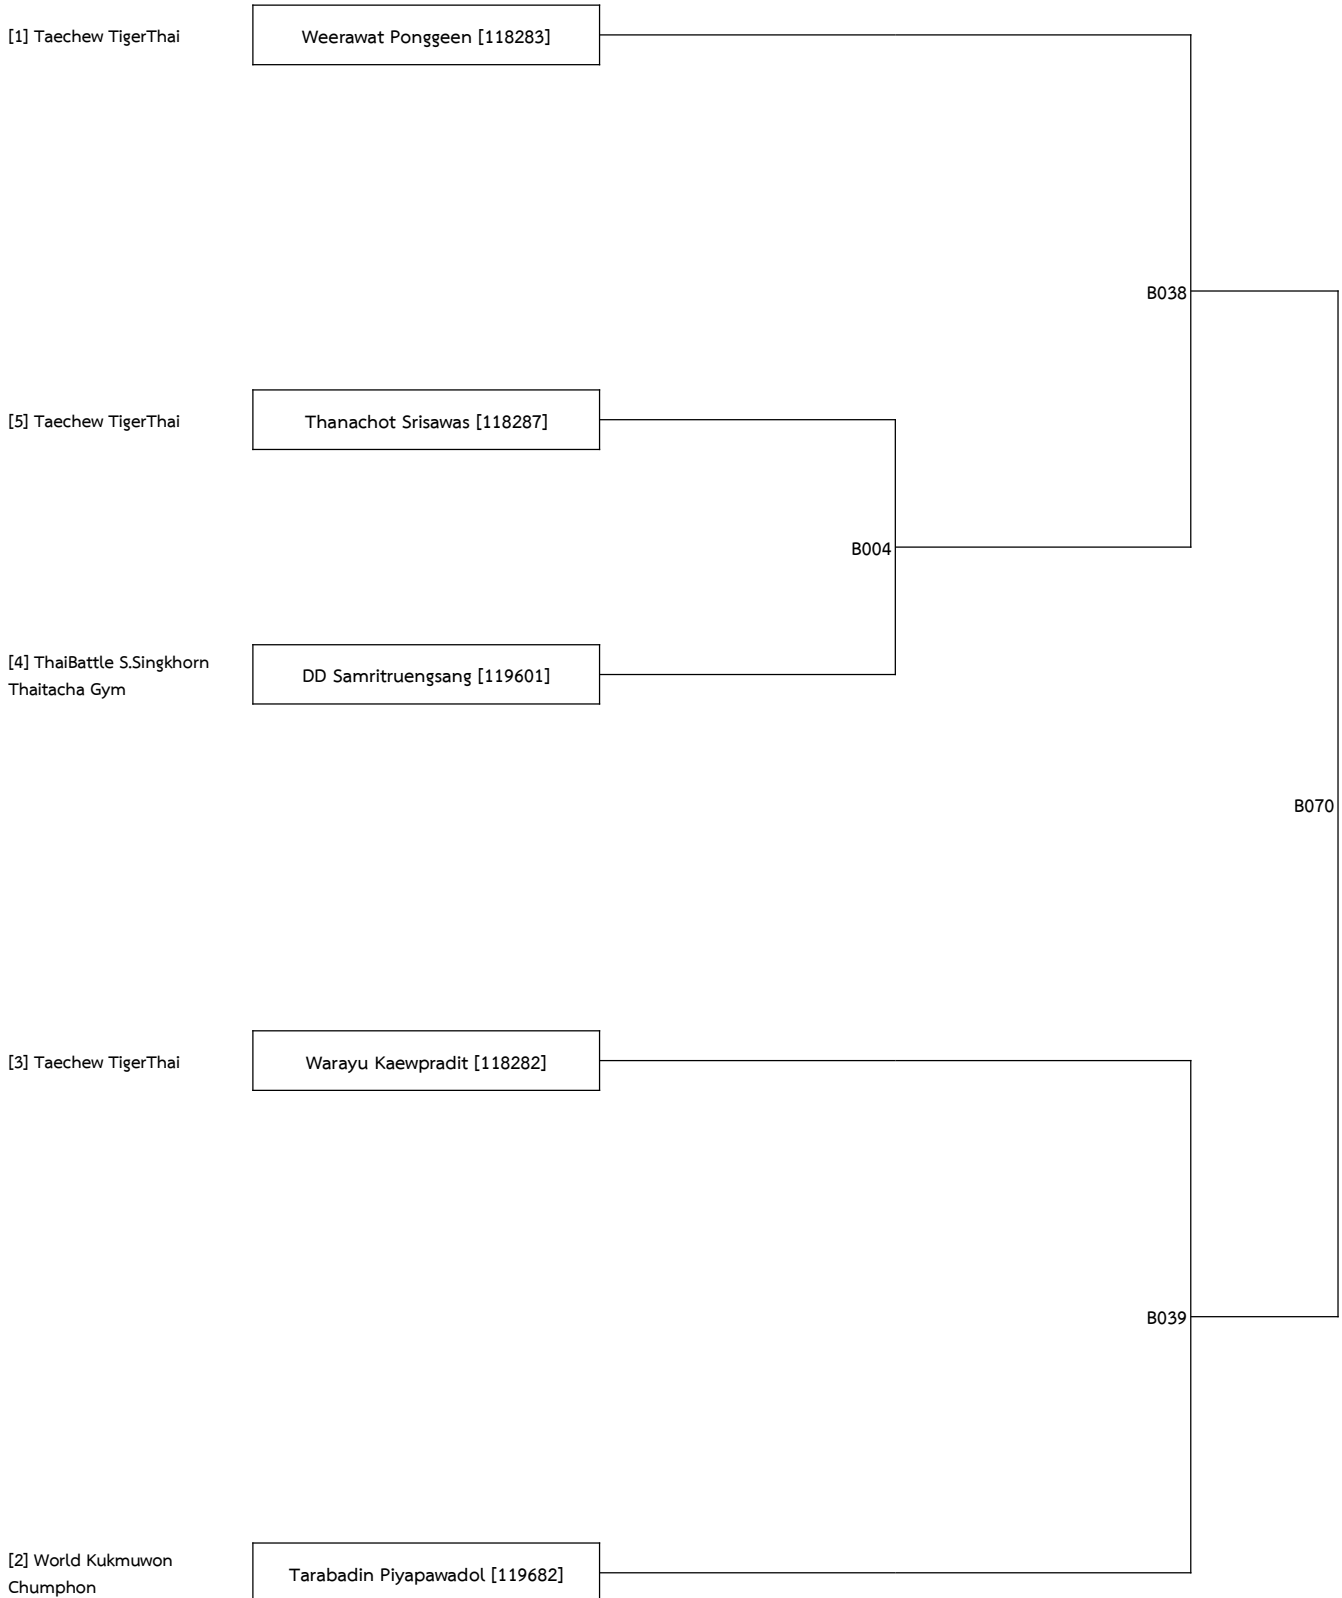 [1] Taechew TigerThai
Weerawat Ponggeen [118283]
B038
[5] Taechew TigerThai
Thanachot Srisawas [118287]
B004
[4] ThaiBattle S.Singkhorn
Thaitacha Gym
DD Samritruengsang [119601]
B070
[3] Taechew TigerThai
Warayu Kaewpradit [118282]
B039
[2] World Kukmuwon
Chumphon
Tarabadin Piyapawadol [119682]